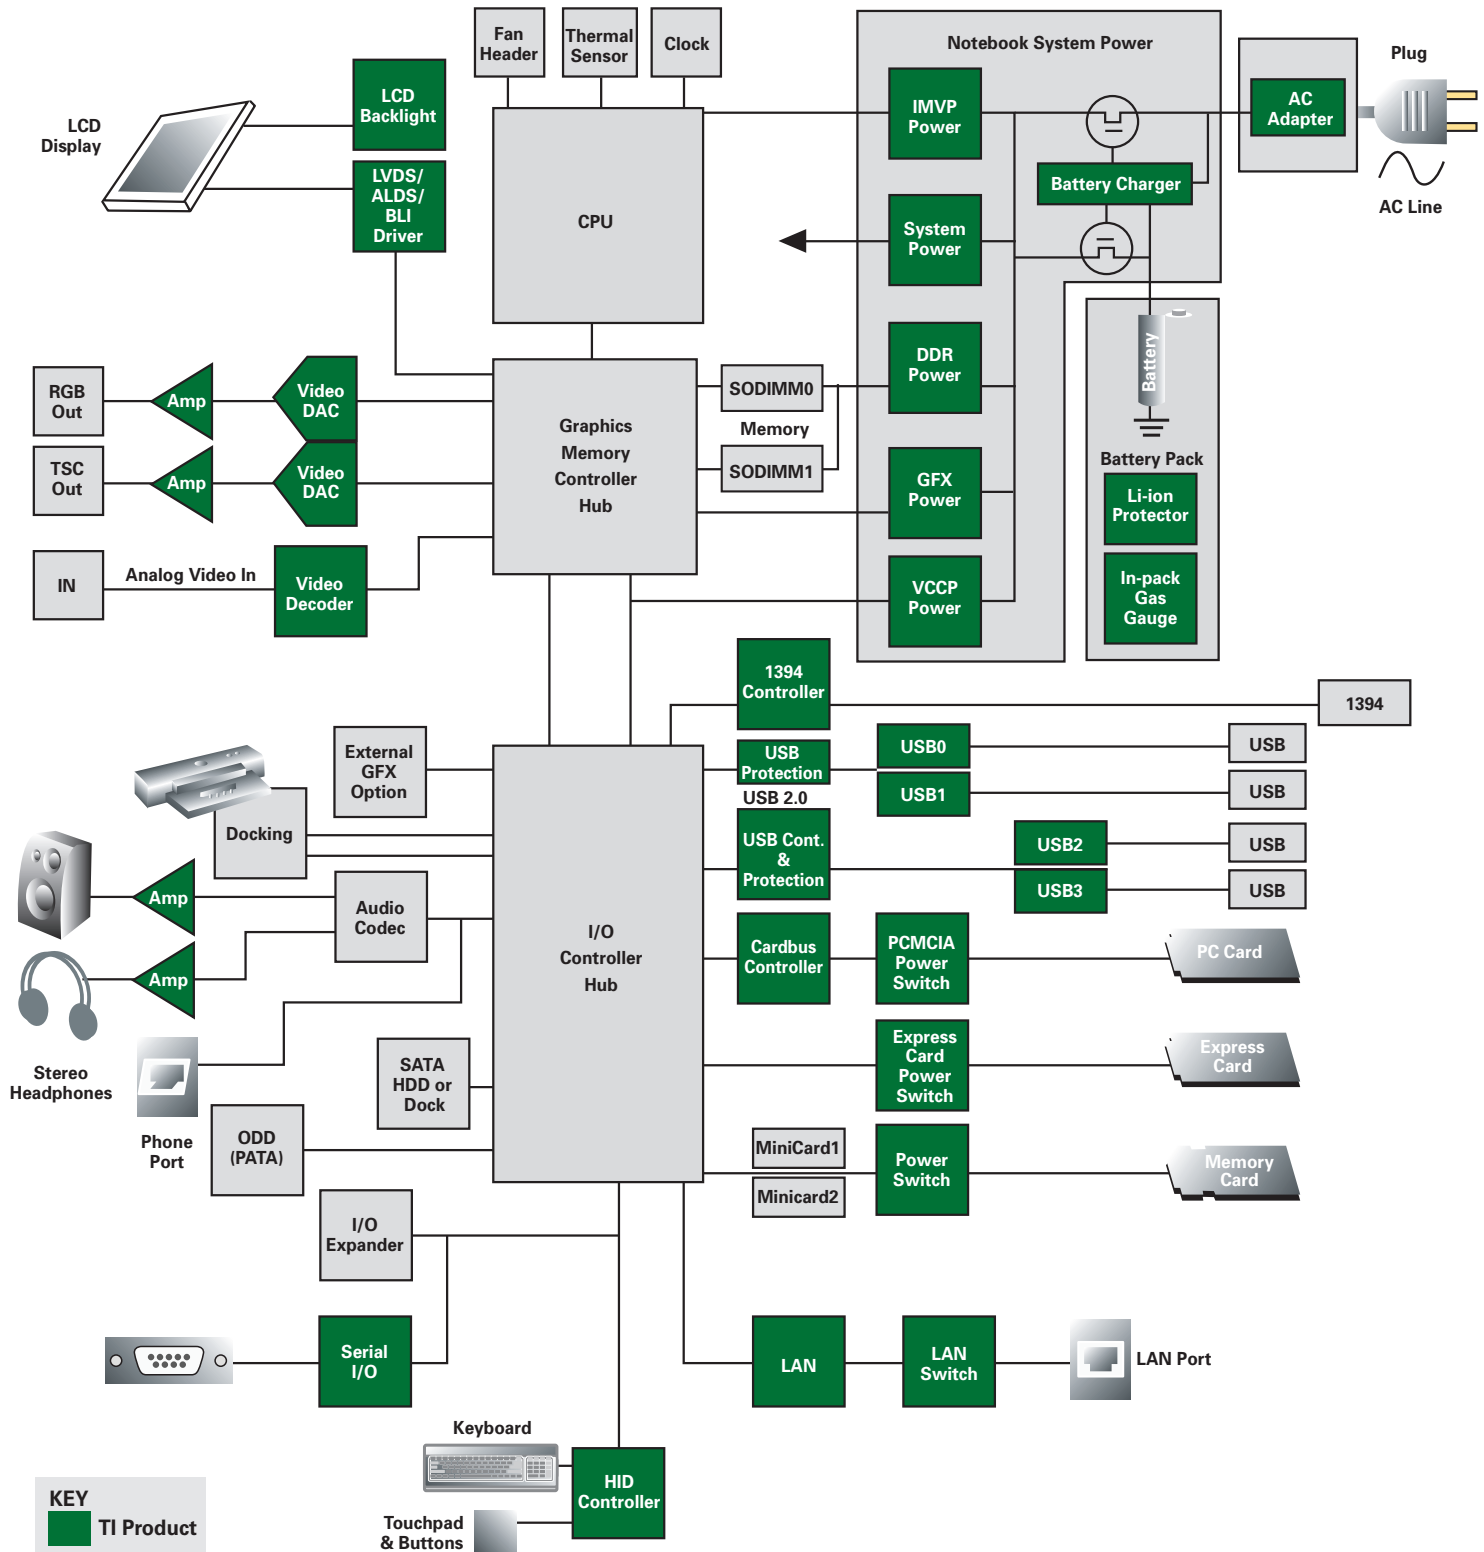 Fan
Header
Thermal
Sensor
Clock
Notebook System Power
Plug
LCD
Backlight
LCD
Display
IMVP
Power
AC
Adapter
LVDS/
ALDS/
BLI
Driver
Battery Charger
AC Line
CPU
System
Power
DDR
Power
Battery
RGB
Out
Amp
Video
DAC
SODIMM0
Memory
SODIMM1
Graphics
Memory
Controller
Hub
TSC
Out
Amp
Video
DAC
GFX
Power
Battery Pack
Li-ion
Protector
IN
Analog Video In
Video
Decoder
VCCP
Power
In-pack
Gas
Gauge
1394
Controller
1394
External
GFX
Option
USB
Protection
USB0
USB
USB 2.0
USB1
USB
Docking
USB Cont.
&
Protection
USB2
USB
USB3
USB
Amp
Audio
Codec
I/O
Controller
Hub
Cardbus
Controller
PCMCIA
Power
Switch
PC Card
Amp
Stereo
Headphones
SATA
HDD or
Dock
Express
Card
Power
Switch
Express
Card
Phone
Port
ODD
(PATA)
MiniCard1
Minicard2
Power
Switch
Memory
Card
I/O
Expander
Serial
I/O
LAN
LAN
Switch
LAN Port
Keyboard
HID
Controller
Touchpad
& Buttons
KEY
TI Product